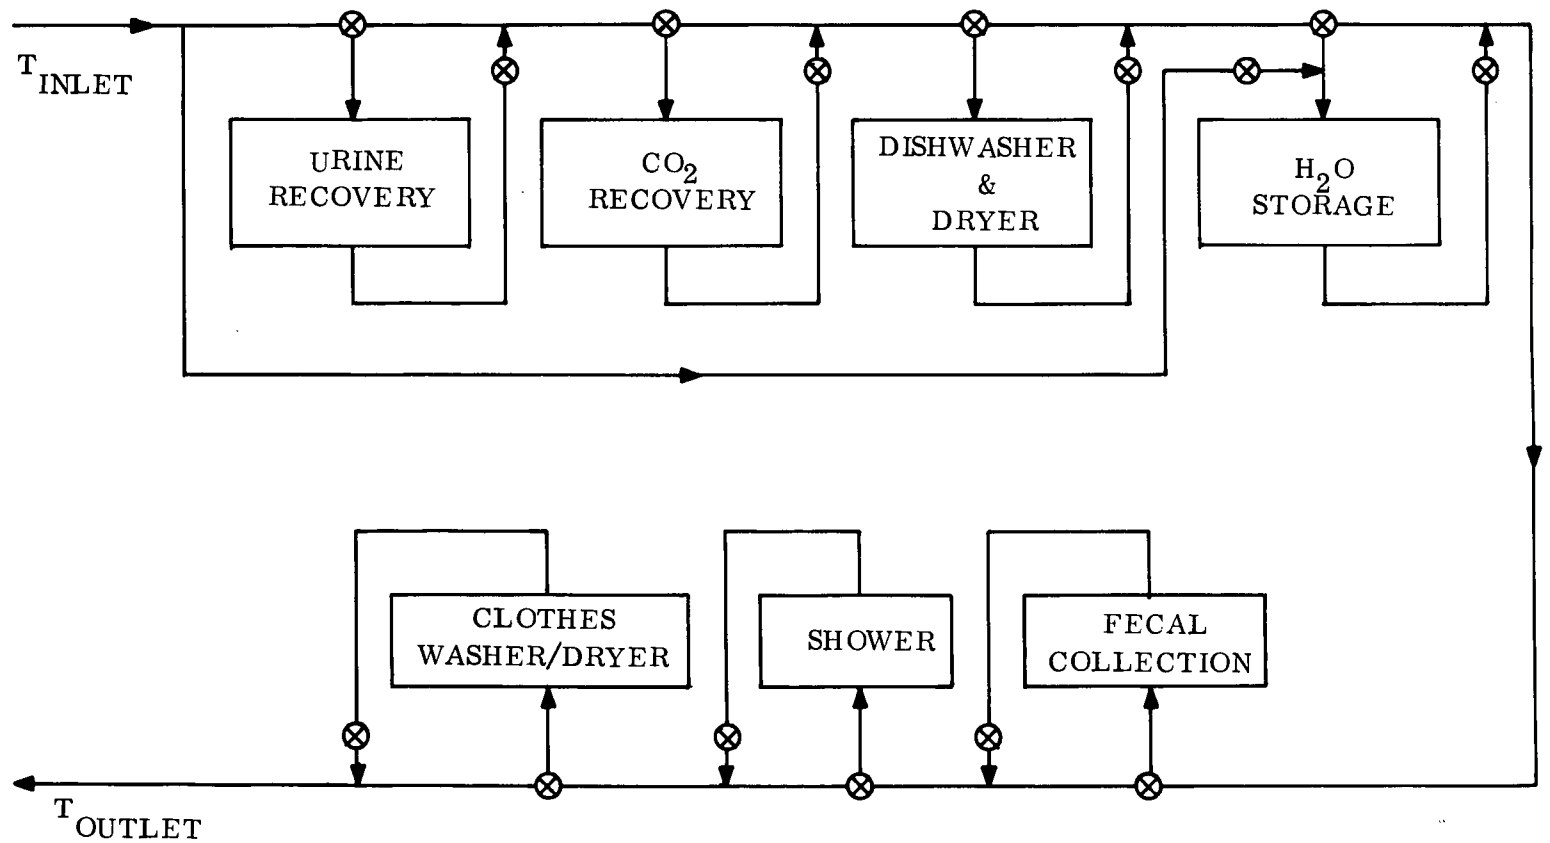 T INLET
URINE
RECOVERY
CO2
RECOVERY
DISHWASHER
&
DRYER
H2O
STORAGE
CLOTHES
WASHER/DRYER
SHOWER
FECAL
COLLECTION
T OUTLET